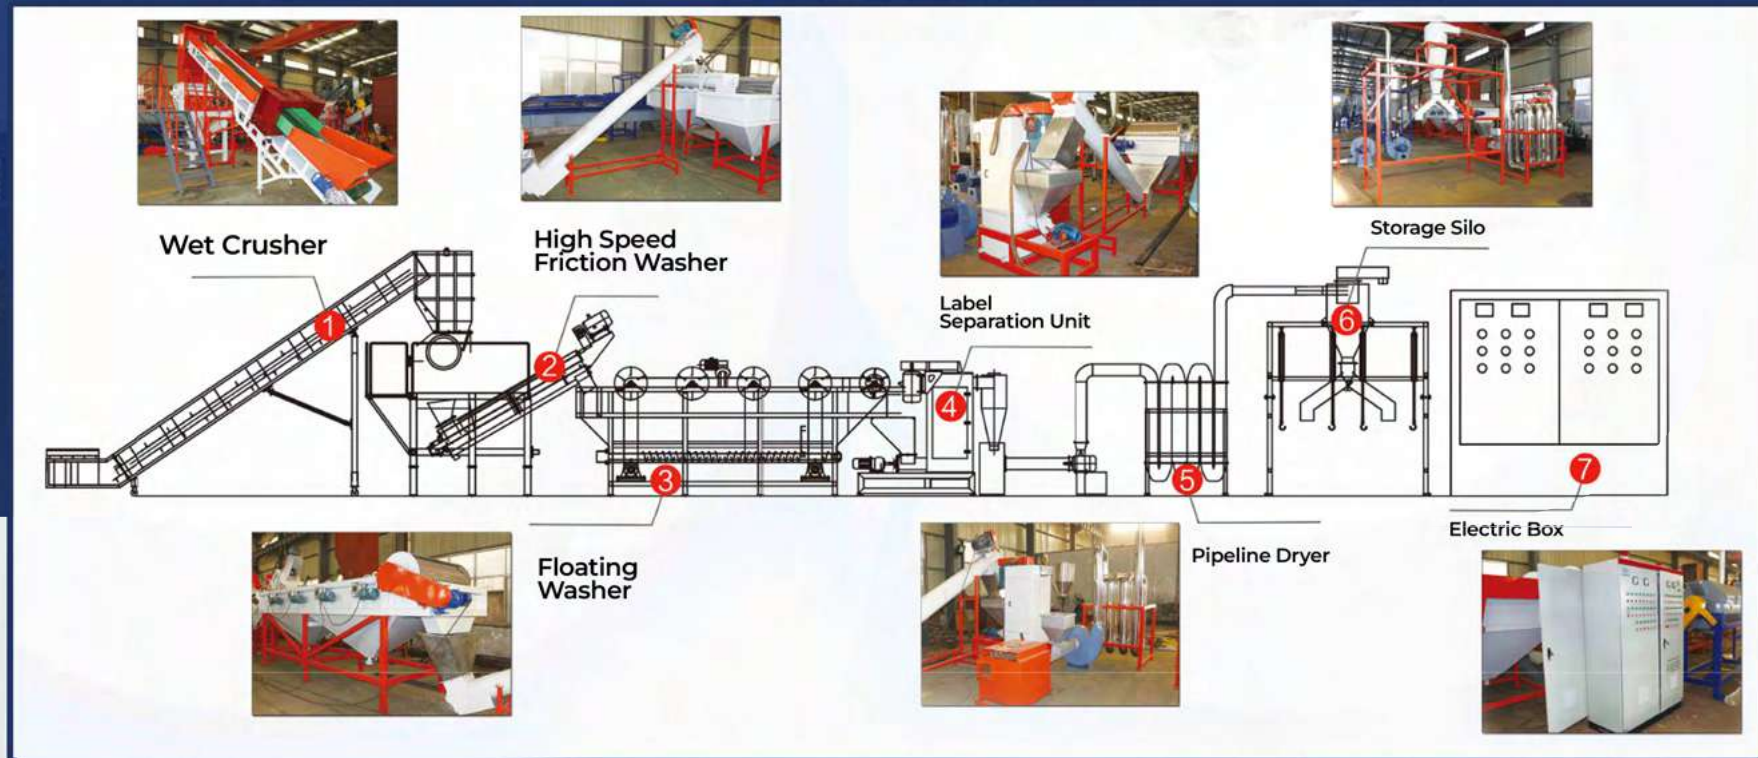 Wet Crusher
High Speed
Friction Washer
Label
Separation Unit
Storage Silo
1
2
3
4
5
6
7
Floating
Washer
Pipeline Dryer
Electric Box